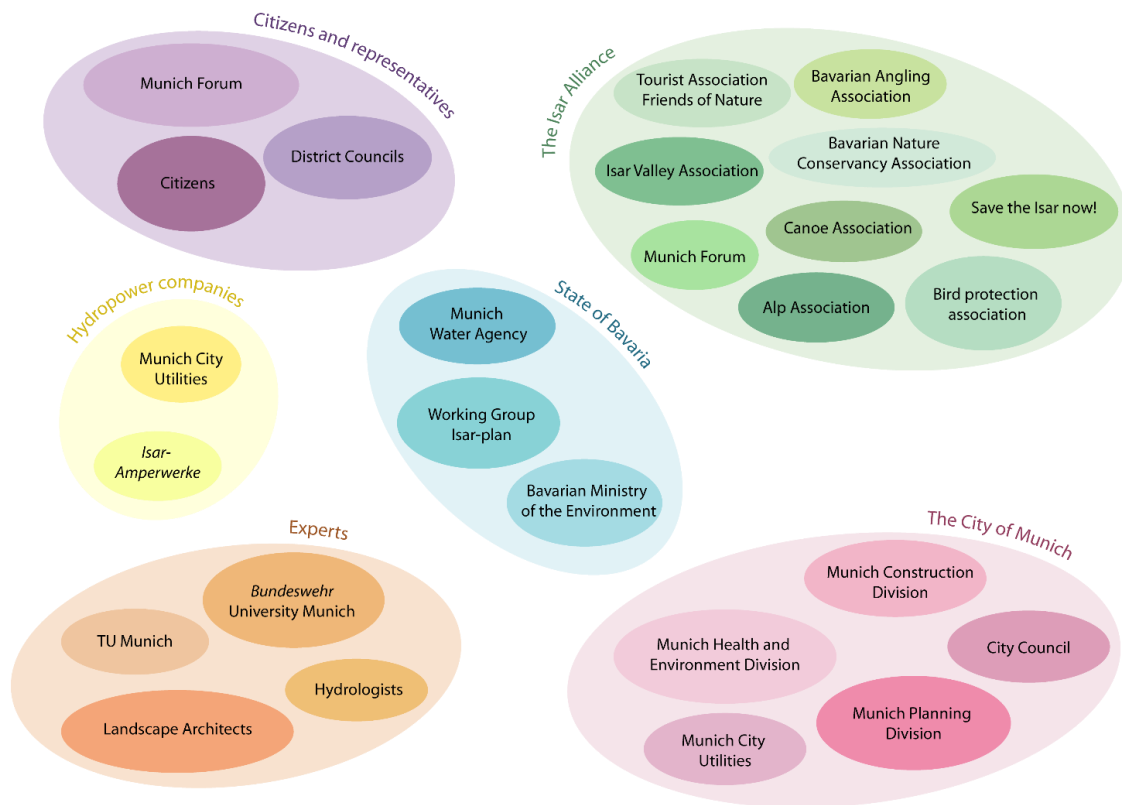 Citizens and representatives
Munich Forum
District Councils
Citizens
The Isar Alliance
Tourist Association
Friends of Nature
Bavarian Angling
Association
Isar Valley Association
Bavarian Nature
Conservancy Association
Save the Isar now!
Canoe Association
Munich Forum
Alp Association
Bird protection
association
Hydropower companies
Munich City
Utilities
Isar-
Amperwerke
State of Bavaria
Munich
Water Agency
Working Group
Isar-plan
Bavarian Ministry
of the Environment
Experts
Bundeswehr
University Munich
TU Munich
Hydrologists
Landscape Architects
The City of Munich
Munich Construction
Division
Munich Health and
Environment Division
City Council
Munich Planning
Division
Munich City
Utilities